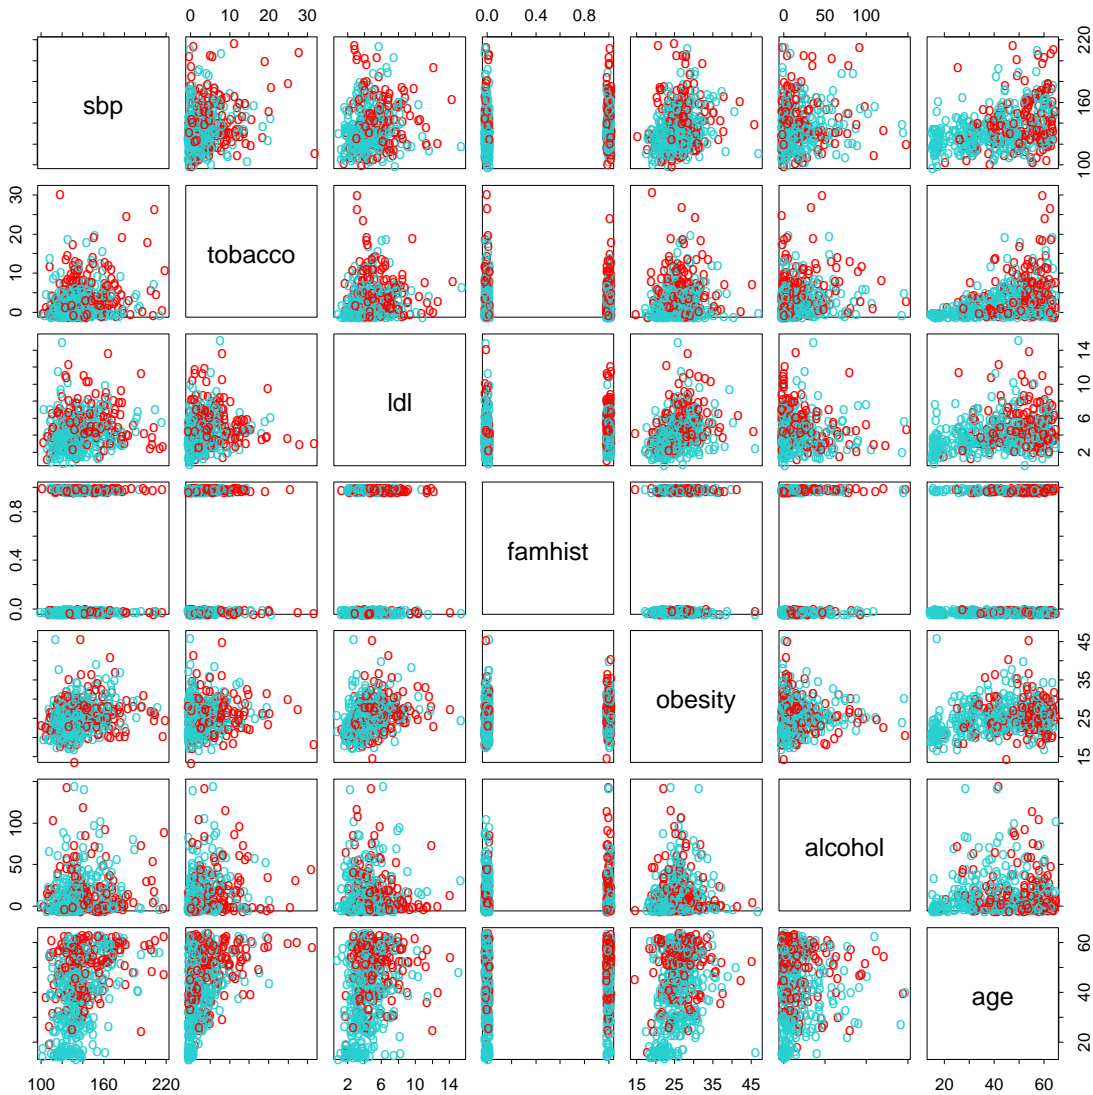 0 10 20 30 0.0 0.4 0.8 0 50 100
sbp 100 160 220
0 10 20 30 tobacco
ldl 2 6 10 14
0.0 0.4 0.8 famhist
obesity 15 25 35 45
0 50 100 alcohol
age 20 40 60
100 160 220 2 6 10 14 15 25 35 45 20 40 60